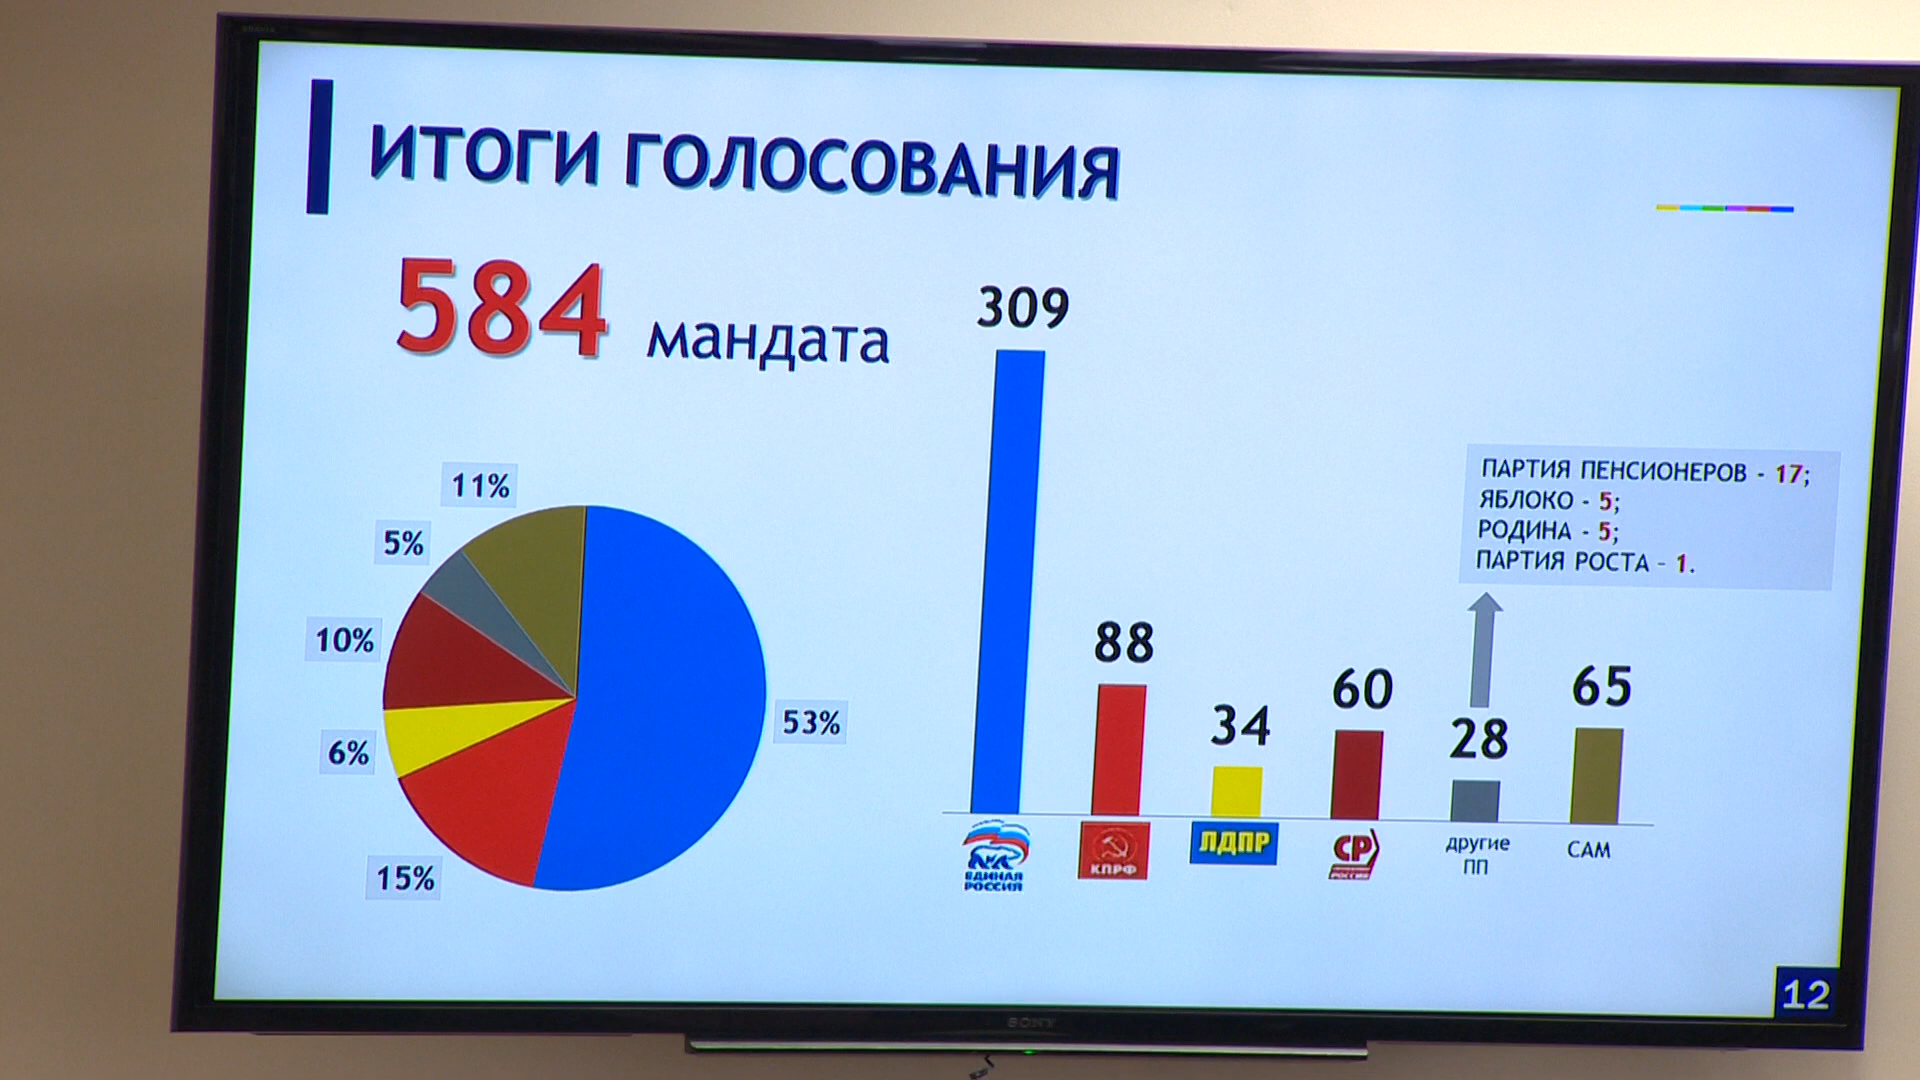 ИТОГИ ГОЛОСОВАНИЯ
584 мандата
11%
5%
10%
6%
15%
53%
309
88
34
60
28
65
ПАРТИЯ ПЕНСИОНЕРОВ - 17;
ЯБЛОКО - 5;
РОДИНА - 5;
ПАРТИЯ РОСТА - 1.
ЕДИНАЯ
РОССИЯ
КПРФ
ЛДПР
СР
РОССИЯ
другие
ПП
САМ
12
SONY